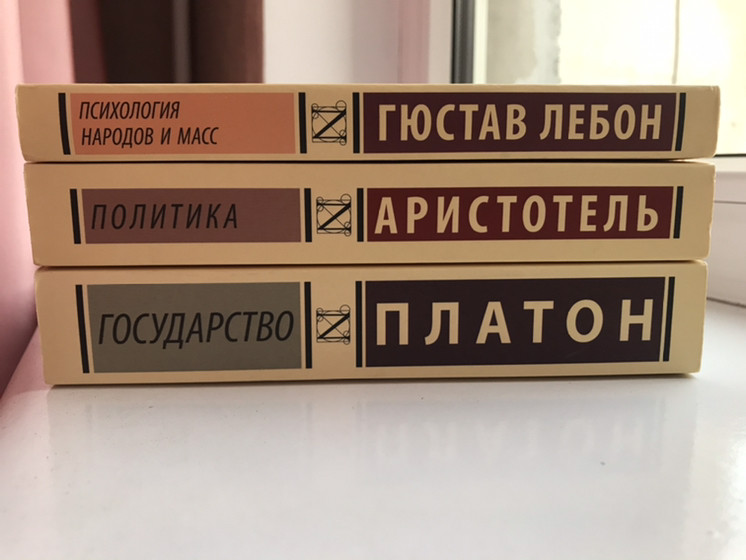 ПСИХОЛОГИЯ
НАРОДОВ И МАСС
ГЮСТАВ ЛЕБОН
ПОЛИТИКА
АРИСТОТЕЛЬ
ГОСУДАРСТВО
ПЛАТОН